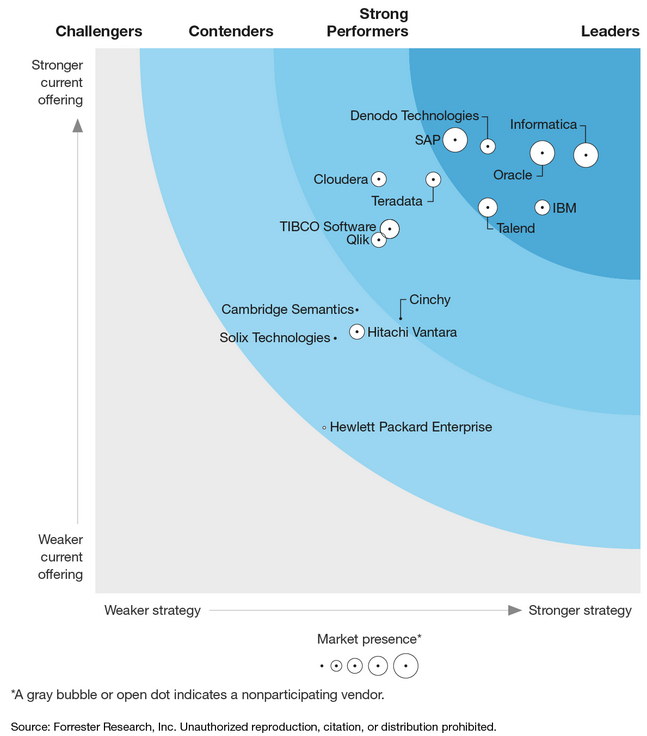 Challengers
Contenders
Strong
Performers
Leaders
Stronger
current
offering
Denodo Technologies
Informatica
SAP
Oracle
Cloudera
Teradata
IBM
TIBCO Software
Talend
Qlik
Cinchy
Cambridge Semantics
Hitachi Vantara
Solix Technologies
Hewlett Packard Enterprise
Weaker
current
offering
Weaker strategy
Stronger strategy
Market presence*
*A gray bubble or open dot indicates a nonparticipating vendor.
Source: Forrester Research, Inc. Unauthorized reproduction, citation, or distribution prohibited.